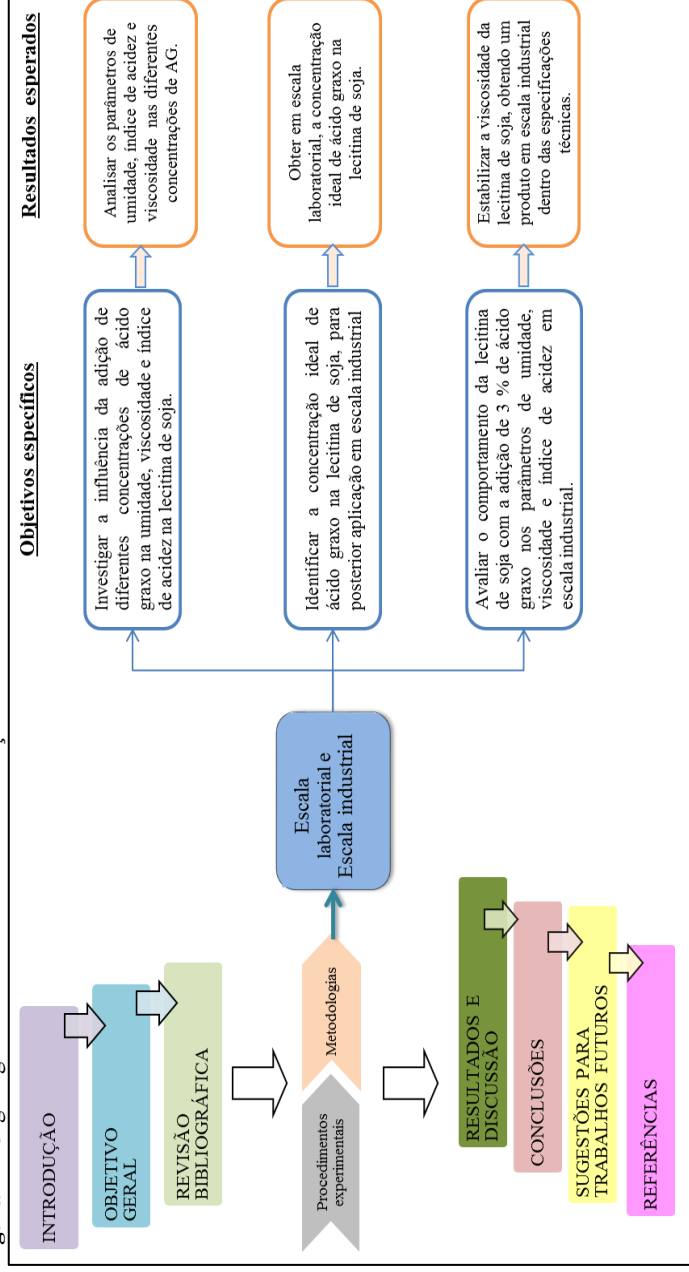 INTRODUÇÃO
OBJETIVO
GERAL
REVISÃO
BIBLIOGRÁFICA
Procedimentos
experimentais
Metodologias
RESULTADOS E
DISCUSSÃO
CONCLUSÕES
SUGESTÕES PARA
TRABALHOS FUTUROS
REFERÊNCIAS
Escala
laboratorial e
Escala industrial
Objetivos específicos
Investigar a influência da adição de
diferentes concentrações de ácido
graxo na umidade, viscosidade e índice
de acidez na lecitina de soja.
Identificar a concentração ideal de
ácido graxo na lecitina de soja, para
posterior aplicação em escala industrial
Avaliar o comportamento da lecitina
de soja com a adição de 3 % de ácido
graxo nos parâmetros de umidade,
viscosidade e índice de acidez em
escala industrial.
Resultados esperados
Analisar os parâmetros de
umidade, índice de acidez e
viscosidade nas diferentes
concentrações de AG.
Obter em escala
laboratorial, a concentração
ideal de ácido graxo na
lecitina de soja.
Estabilizar a viscosidade da
lecitina de soja, obtendo um
produto em escala industrial
dentro das especificações
técnicas.